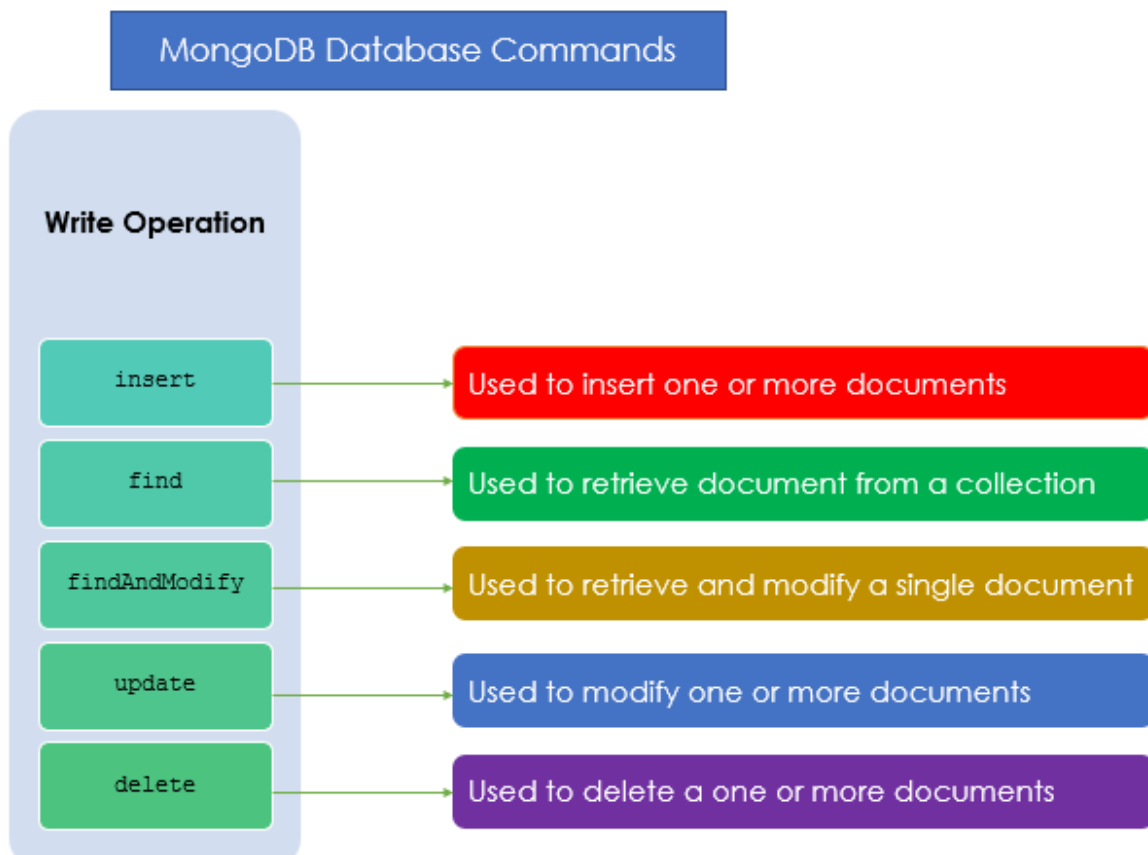 MongoDB Database Commands
Write Operation
insert
Used to insert one or more documents
find
Used to retrieve document from a collection
findAndModify
Used to retrieve and modify a single document
update
Used to modify one or more documents
delete
Used to delete a one or more documents